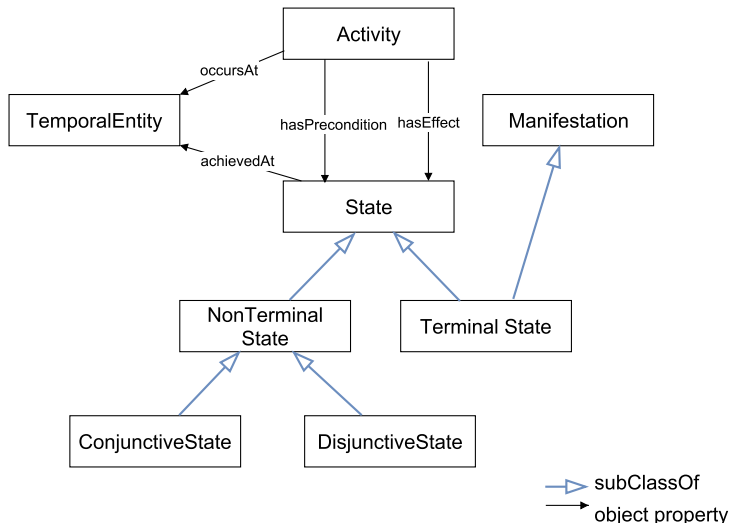 Activity
occursAt
TemporalEntity
hasPrecondition
hasEffect
Manifestation
achievedAt
State
NonTerminal
State
Terminal State
ConjunctiveState
DisjunctiveState
subClassOf
object property